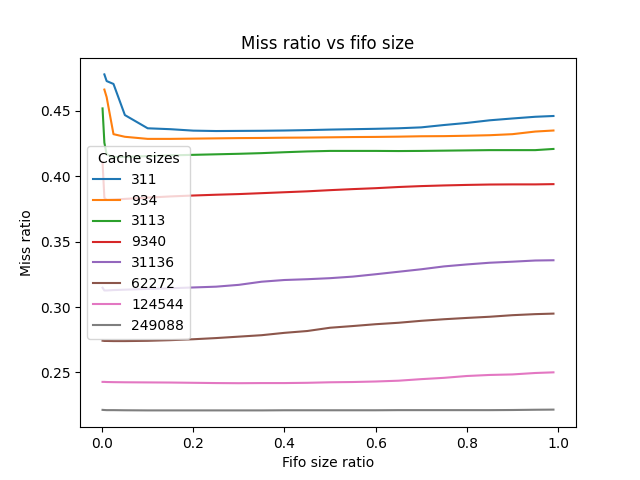 Miss ratio vs fifo size
Miss ratio
0.45
0.40
0.35
0.30
0.25
Cache sizes
311
934
3113
9340
31136
62272
124544
249088
0.0 0.2 0.4 0.6 0.8 1.0
Fifo size ratio